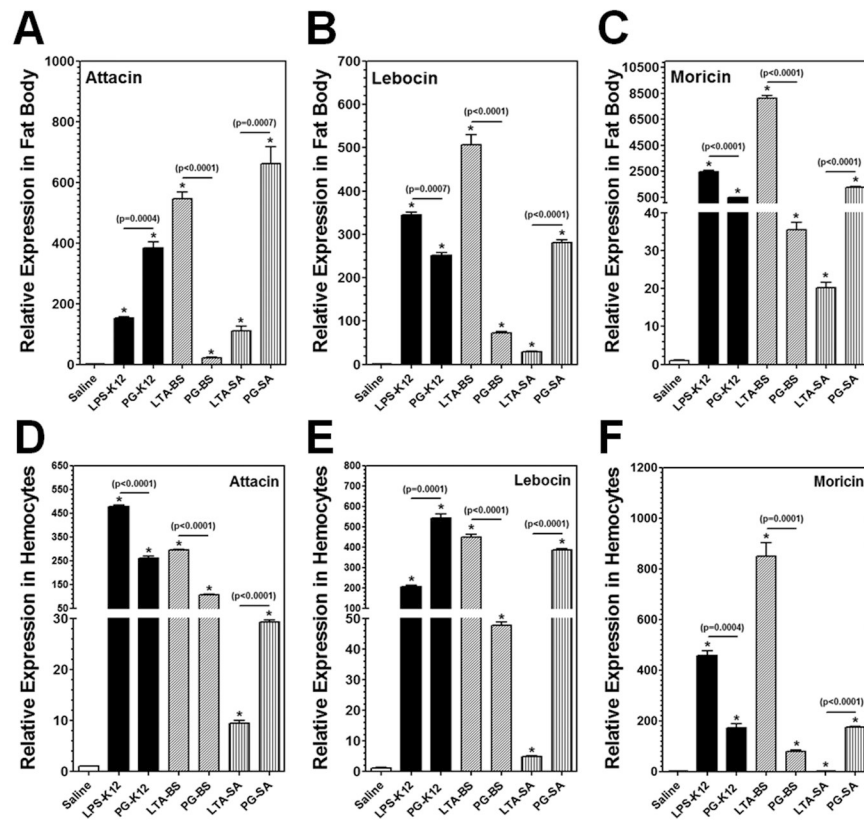 A
Attacin
Relative Expression in Fat Body
1000
800
600
400
200
0
(p=0.0004)
(p<0.0001)
(p=0.0007)
*
*
*
*
*
*
Saline
LPS-K12
PG-K12
LTA-BS
PG-BS
LTA-SA
PG-SA
B
Lebocin
Relative Expression in Fat Body
700
600
500
400
300
200
100
0
(p=0.0007)
(p<0.0001)
(p<0.0001)
*
*
*
*
*
*
Saline
LPS-K12
PG-K12
LTA-BS
PG-BS
LTA-SA
PG-SA
C
Moricin
Relative Expression in Fat Body
10500
8500
6500
4500
2500
500
40
30
20
10
0
(p<0.0001)
(p<0.0001)
(p<0.0001)
*
*
*
*
*
*
Saline
LPS-K12
PG-K12
LTA-BS
PG-BS
LTA-SA
PG-SA
D
Attacin
Relative Expression in Hemocytes
650
550
450
350
250
150
50
30
20
10
0
(p<0.0001)
(p<0.0001)
(p<0.0001)
*
*
*
*
*
*
Saline
LPS-K12
PG-K12
LTA-BS
PG-BS
LTA-SA
PG-SA
E
Lebocin
Relative Expression in Hemocytes
800
700
600
500
400
300
200
100
50
40
30
20
10
0
(p=0.0001)
(p<0.0001)
(p<0.0001)
*
*
*
*
*
*
Saline
LPS-K12
PG-K12
LTA-BS
PG-BS
LTA-SA
PG-SA
F
Moricin
Relative Expression in Hemocytes
1200
1000
800
600
400
200
0
(p=0.0004)
(p=0.0001)
(p<0.0001)
*
*
*
*
*
*
Saline
LPS-K12
PG-K12
LTA-BS
PG-BS
LTA-SA
PG-SA